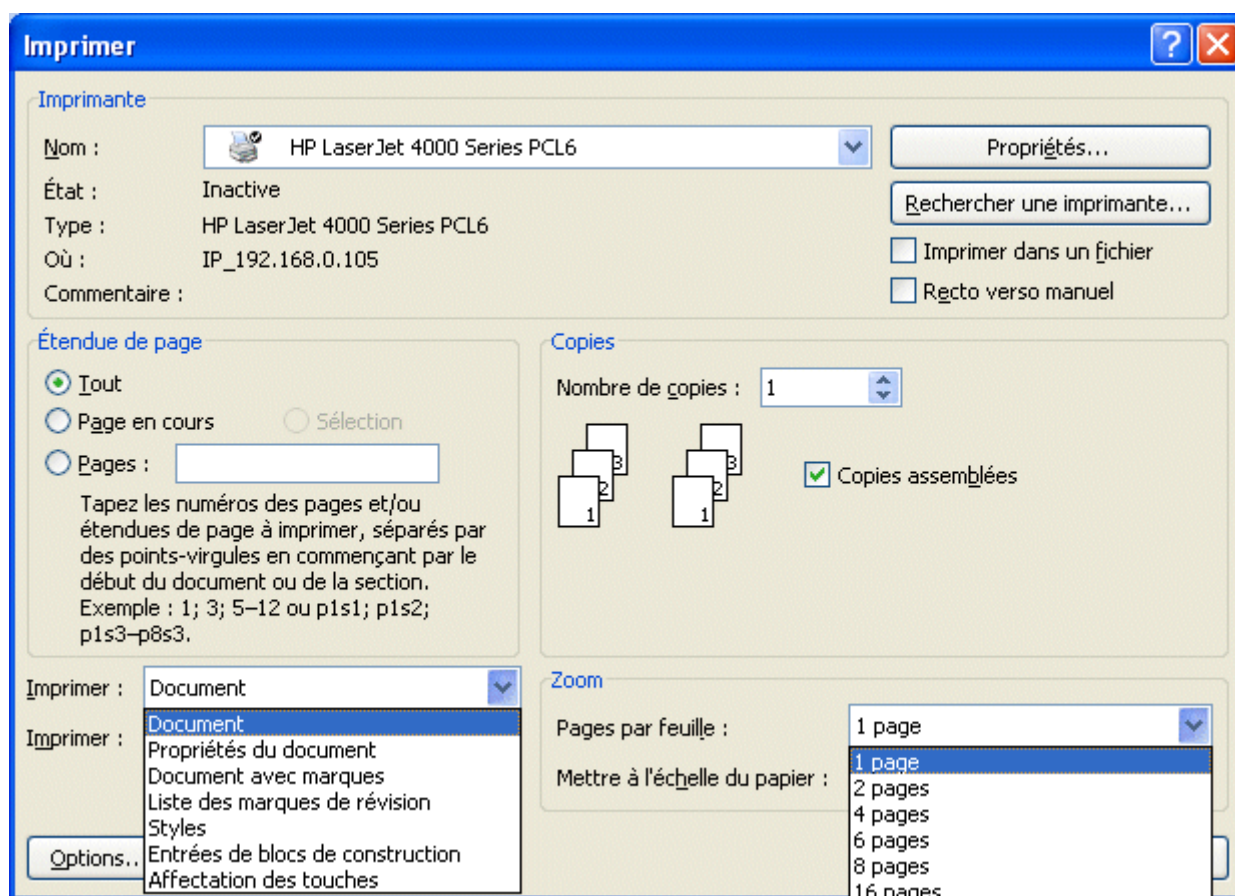 Imprimer
?
Imprimante
Nom :
HP LaserJet 4000 Series PCL6
Propriétés...
État :
Inactive
Rechercher une imprimante...
Type :
HP LaserJet 4000 Series PCL6
Où :
IP_192.168.0.105
Imprimer dans un fichier
Commentaire :
Recto verso manuel
Étendue de page
Tout
Page en cours
Sélection
Pages :
Tapez les numéros des pages et/ou
étendues de page à imprimer, séparés par
des points-virgules en commençant par le
début du document ou de la section.
Exemple : 1; 3; 5–12 ou p1s1; p1s2;
p1s3–p8s3.
Copies
Nombre de copies :
1
3
2
1
3
2
1
Copies assemblées
Imprimer :
Document
Imprimer :
Document
Propriétés du document
Document avec marques
Liste des marques de révision
Styles
Entrées de blocs de construction
Affectation des touches
Options..
Zoom
Pages par feuille :
1 page
Mettre à l'échelle du papier :
1 page
2 pages
4 pages
6 pages
8 pages
16 pages